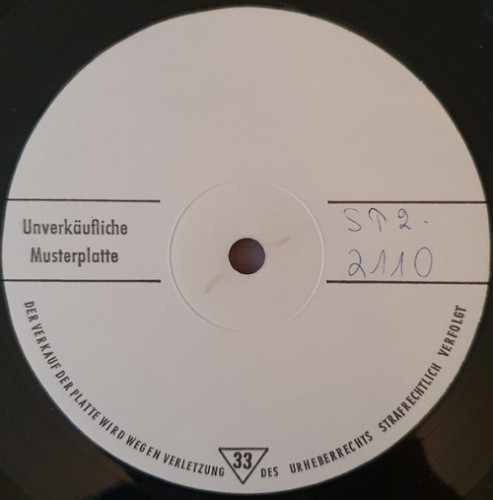 Unverkäufliche
Musterplatte
ST2-
2110
DER VERKAUF DER PLATTE WIRD WEGEN VERLETZUNG 33 DES URHEBERRECHTS STRAFRECHTLICH VERFOLGT